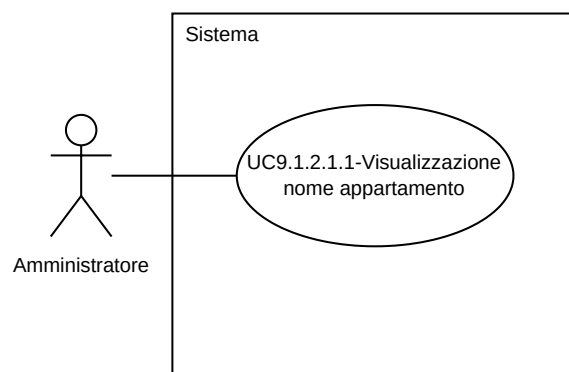 Sistema
UC9.1.2.1.1-Visualizzazione
nome appartamento
Amministratore